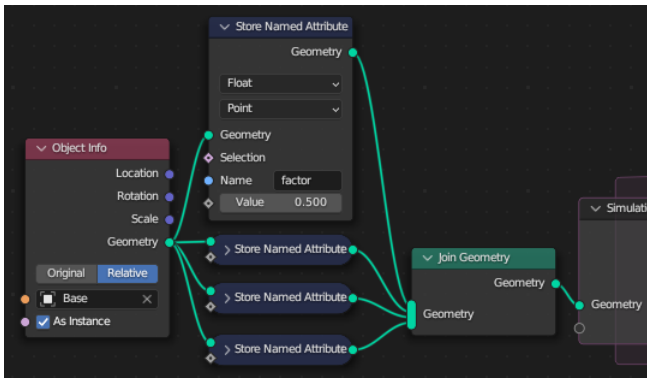 Store Named Attribute
Geometry
Float
Point
Geometry
Selection
Name factor
Value 0.500
Object Info
Location
Rotation
Scale
Geometry
Original Relative
Base
As Instance
Store Named Attribute
Store Named Attribute
Store Named Attribute
Join Geometry
Geometry
Geometry
Simulati
Geometry